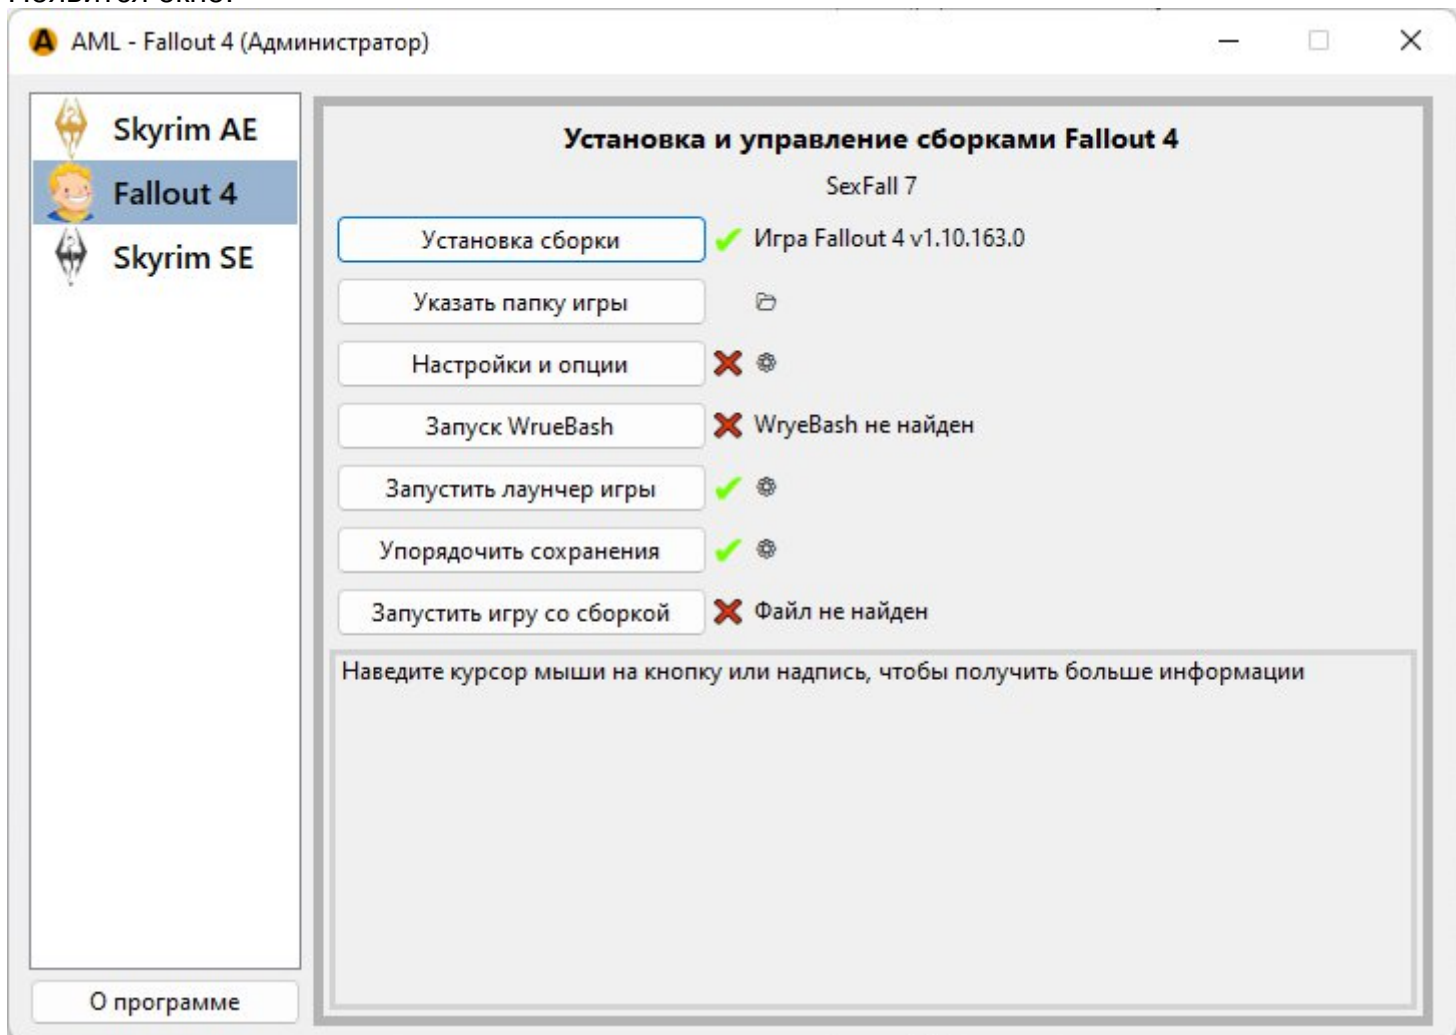 AML - Fallout 4 (Администратор)
Skyrim AE
Fallout 4
Skyrim SE
О программе
Установка и управление сборками Fallout 4
SexFall 7
Установка сборки
Игра Fallout 4 v1.10.163.0
Указать папку игры
Настройки и опции
Запуск WrueBash
WryeBash не найден
Запустить лаунчер игры
Упорядочить сохранения
Запустить игру со сборкой
Файл не найден
Наведите курсор мыши на кнопку или надпись, чтобы получить больше информации